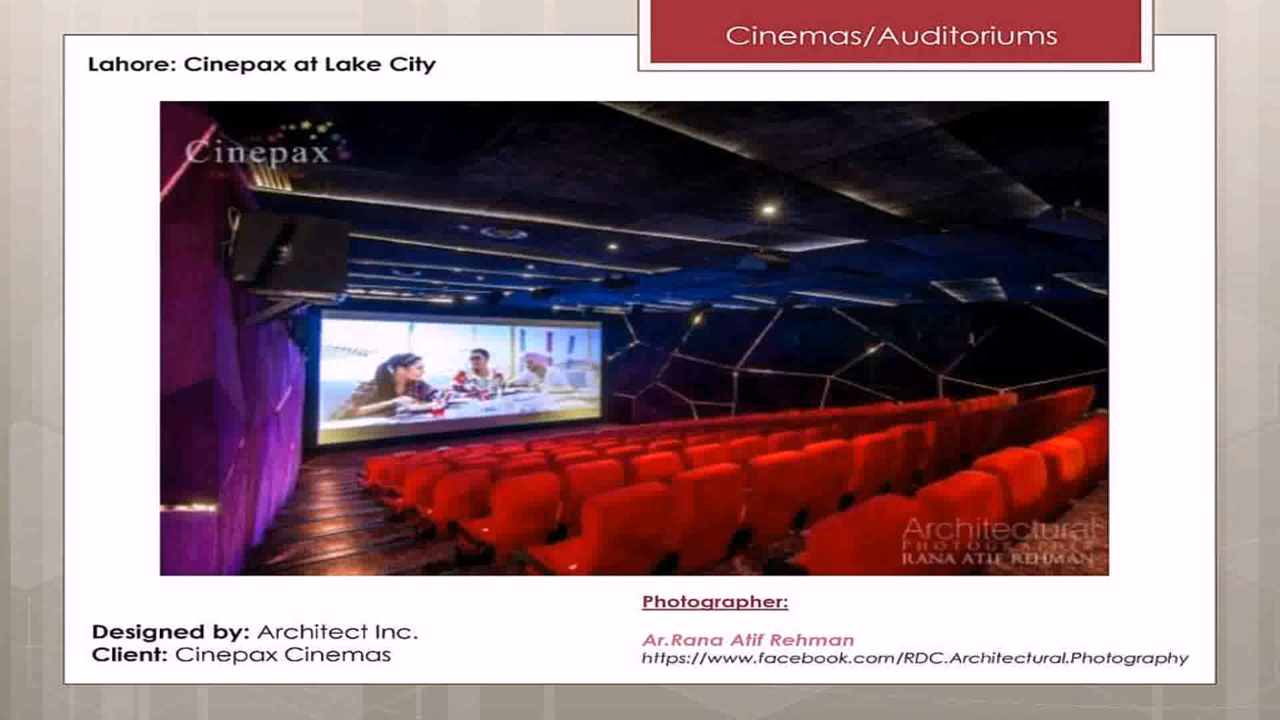 Cinemas/Auditoriums
Lahore: Cinepax at Lake City
Cinepax
Architectural
PHOTOGRAPHY
RANA ATIF REHMAN
Photographer:
Designed by: Architect Inc.
Client: Cinepax Cinemas
Ar.Rana Atif Rehman
https://www.facebook.com/RDC.Architectural.Photography